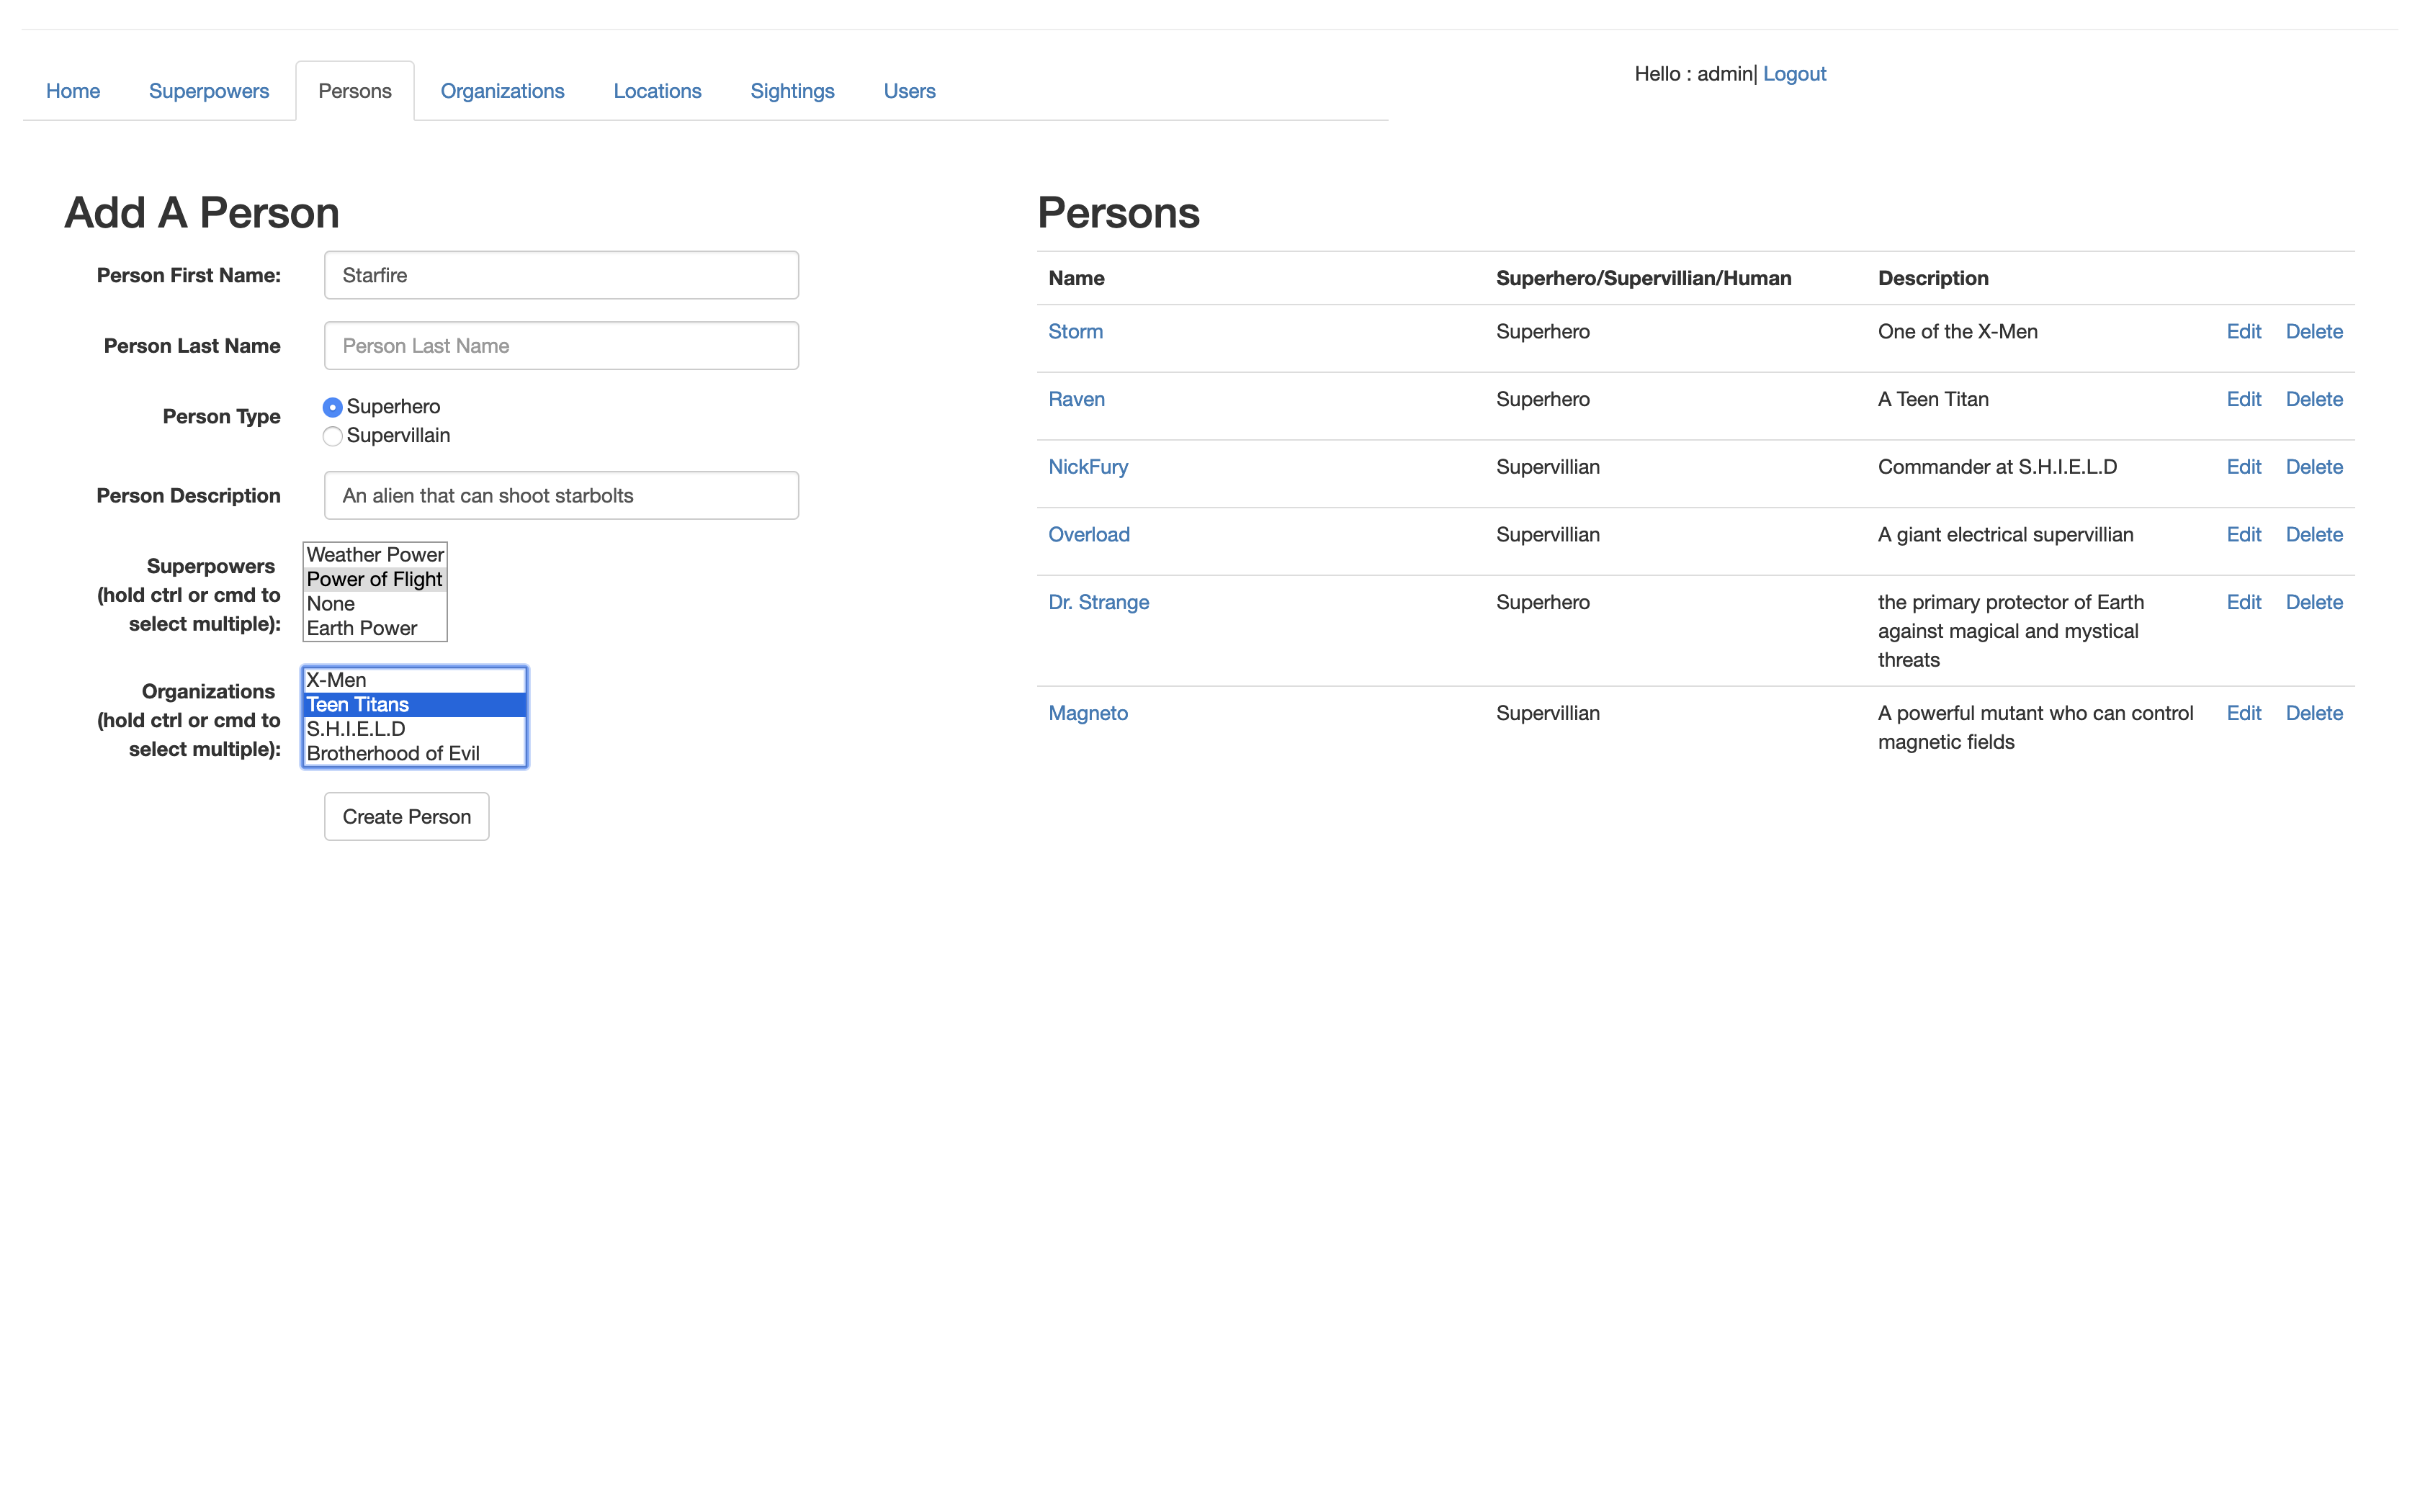 Home Superpowers Persons Organizations Locations Sightings Users
Hello : admin| Logout
Add A Person
Person First Name: Starfire
Person Last Name Person Last Name
Person Type Superhero
Supervillain
Person Description An alien that can shoot starbolts
Superpowers
(hold ctrl or cmd to
select multiple):
Weather Power
Power of Flight
None
Earth Power
Organizations
(hold ctrl or cmd to
select multiple):
X-Men
Teen Titans
S.H.I.E.L.D
Brotherhood of Evil
Create Person
Persons
Name Superhero/Supervillian/Human Description
Storm Superhero One of the X-Men Edit Delete
Raven Superhero A Teen Titan Edit Delete
NickFury Supervillian Commander at S.H.I.E.L.D Edit Delete
Overload Supervillian A giant electrical supervillian Edit Delete
Dr. Strange Superhero the primary protector of Earth Edit Delete
against magical and mystical
threats
Magneto Supervillian A powerful mutant who can control Edit Delete
magnetic fields